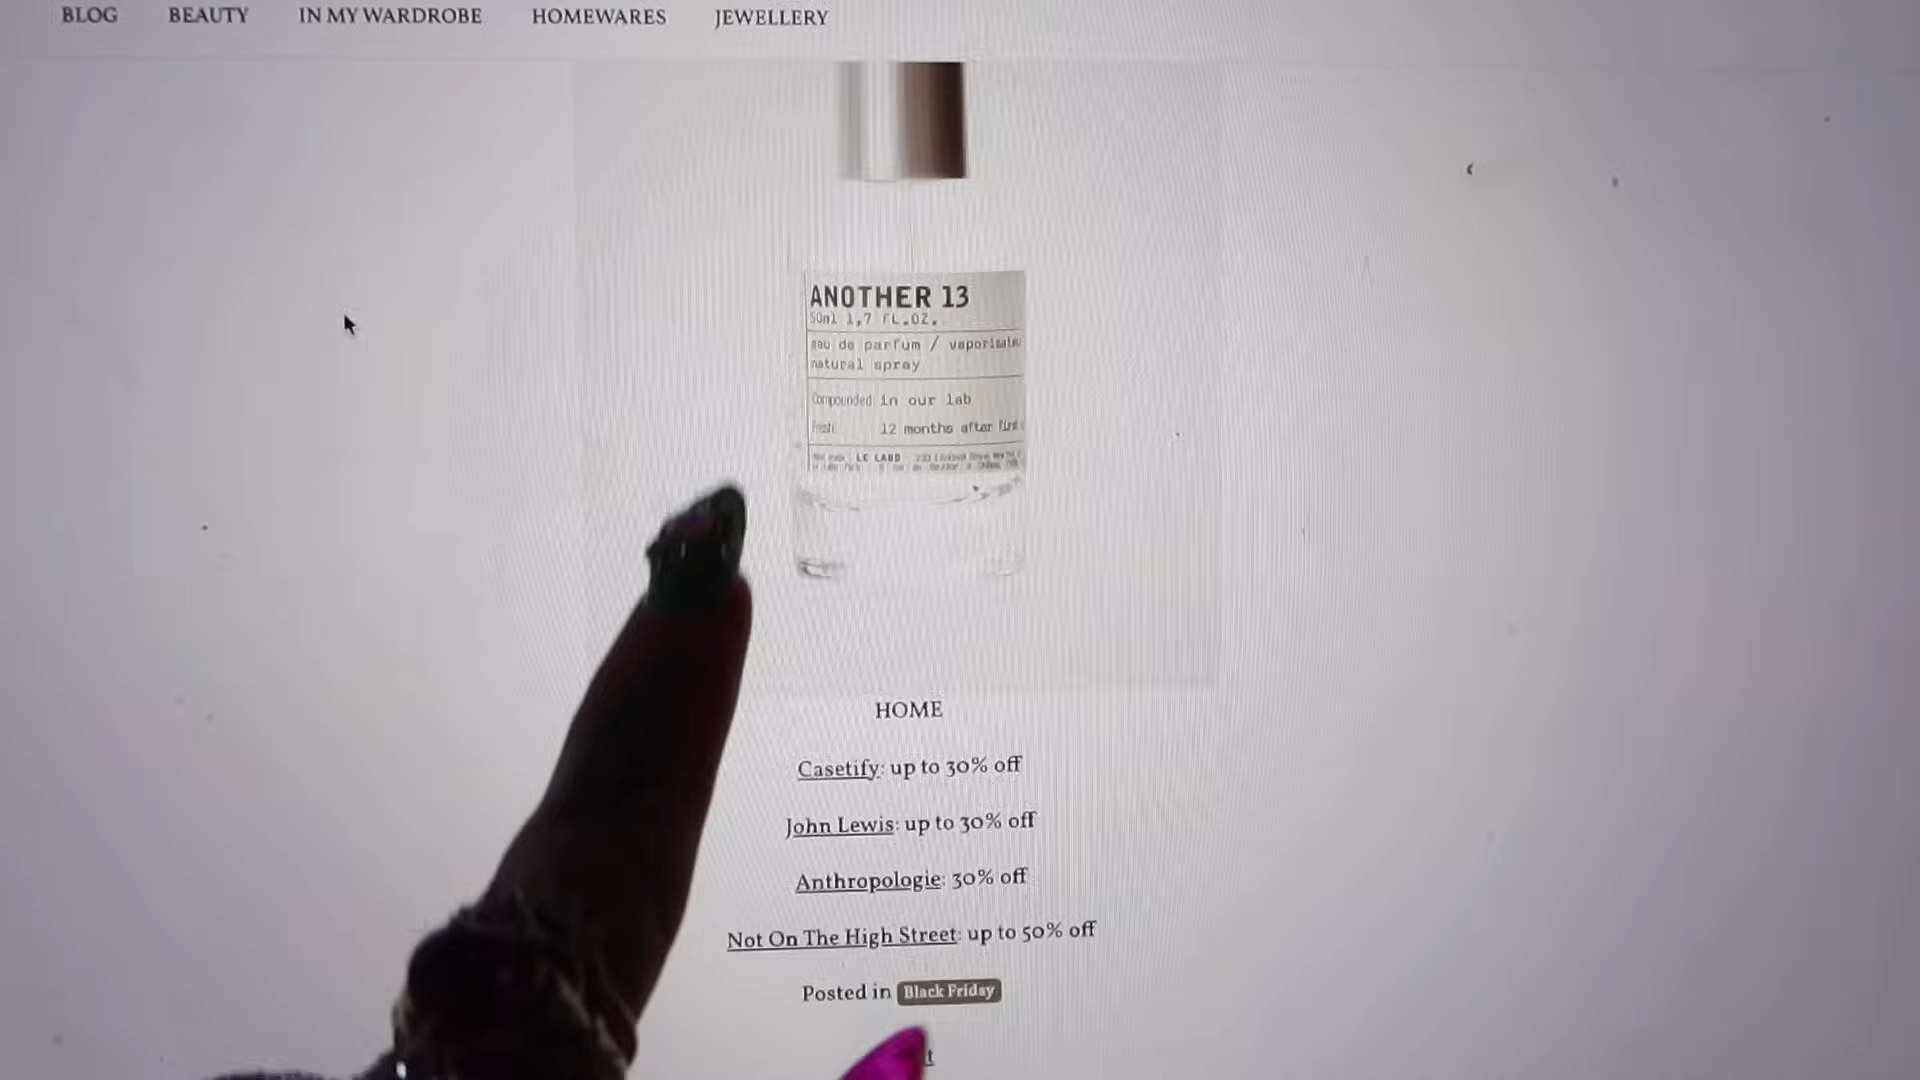 BLOG BEAUTY IN MY WARDROBE HOMEWARES JEWELLERY
ANOTHER 13
50ml 1,7 FL.OZ.
eau de parfum /
natural spray
Compounded in our lab
12 months after
LE LABO
HOME
Casetify: up to 30% off
John Lewis: up to 30% off
Anthropologie: 30% off
Not On The High Street: up to 50% off
Posted in Black Friday